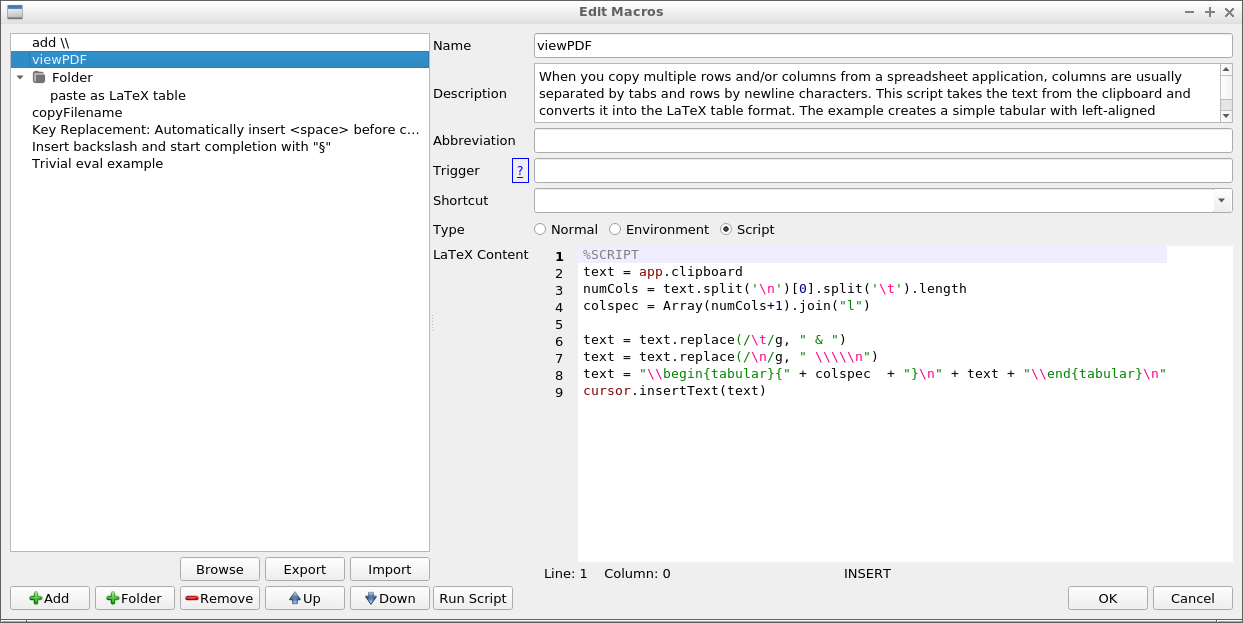 Edit Macros
add \\
viewPDF
Folder
paste as LaTeX table
copyFilename
Key Replacement: Automatically insert <space> before c...
Insert backslash and start completion with "§"
Trivial eval example
Browse
Export
Import
Add
Folder
Remove
Up
Down
Run Script
Name
viewPDF
Description
When you copy multiple rows and/or columns from a spreadsheet application, columns are usually
separated by tabs and rows by newline characters. This script takes the text from the clipboard and
converts it into the LaTeX table format. The example creates a simple tabular with left-aligned
Abbreviation
Trigger
?
Shortcut
Type
Normal
Environment
Script
LaTeX Content
1 %SCRIPT
2 text = app.clipboard
3 numCols = text.split('\n')[0].split('\t').length
4 colspec = Array(numCols+1).join("l")
5
6 text = text.replace(/\t/g, " & ")
7 text = text.replace(/\n/g, " \\\\\n")
8 text = "\\begin{tabular}{" + colspec  + "}\n" + text + "\\end{tabular}\n"
9 cursor.insertText(text)
Line: 1 Column: 0 INSERT
OK
Cancel